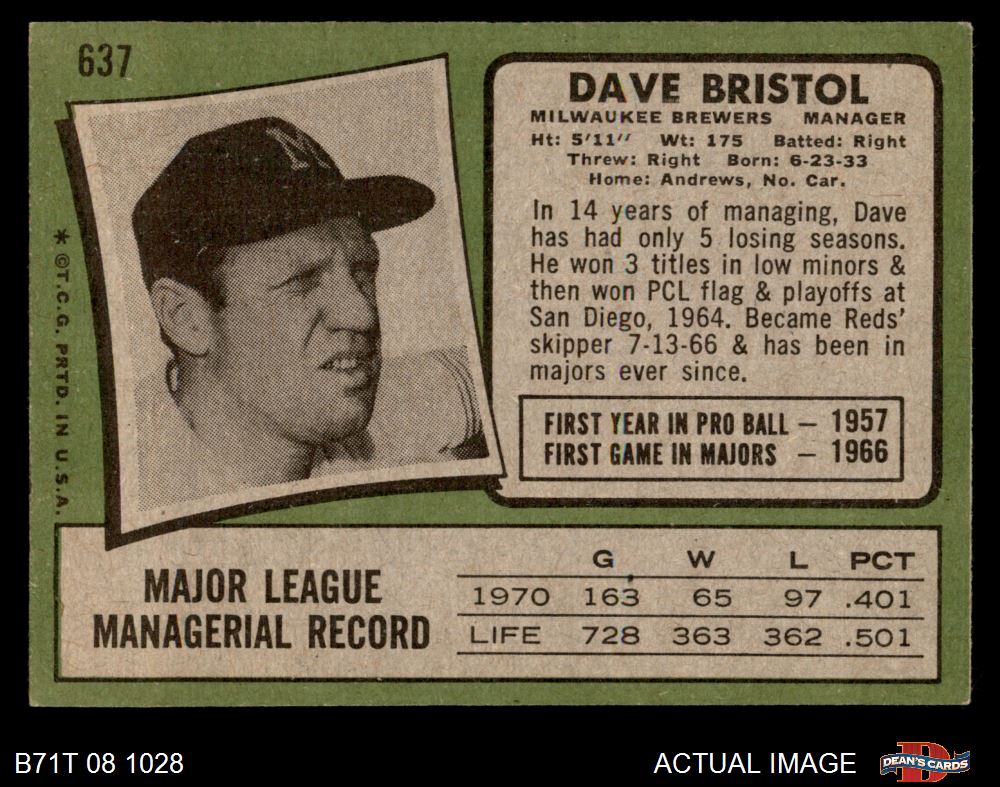 637
M
* ©T.C.G. PRTD. IN U.S.A.
DAVE BRISTOL
MILWAUKEE BREWERS MANAGER
Ht: 5'11" Wt: 175 Batted: Right
Threw: Right Born: 6-23-33
Home: Andrews, No. Car.
In 14 years of managing, Dave
has had only 5 losing seasons.
He won 3 titles in low minors &
then won PCL flag & playoffs at
San Diego, 1964. Became Reds'
skipper 7-13-66 & has been in
majors ever since.
FIRST YEAR IN PRO BALL — 1957
FIRST GAME IN MAJORS — 1966
MAJOR LEAGUE
MANAGERIAL RECORD
G W L PCT
1970 163 65 97 .401
LIFE 728 363 362 .501
B71T 08 1028
ACTUAL IMAGE
D
DEAN'S CARDS